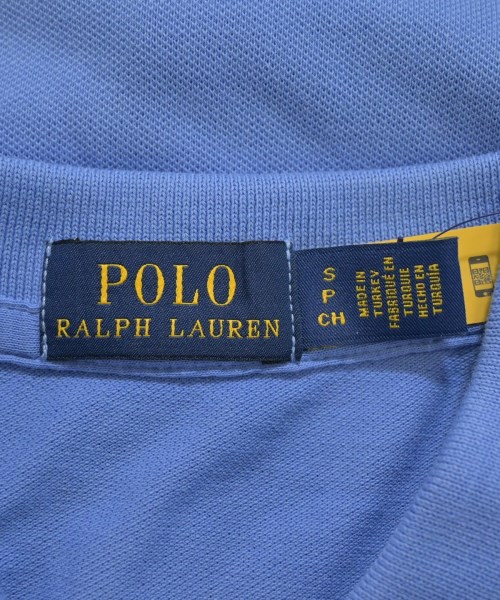 POLO
RALPH LAUREN
S
P
CH
MADE IN
TURKEY
FABRIQUÉ EN
TURQUIE
HECHO EN
TURQUÍA